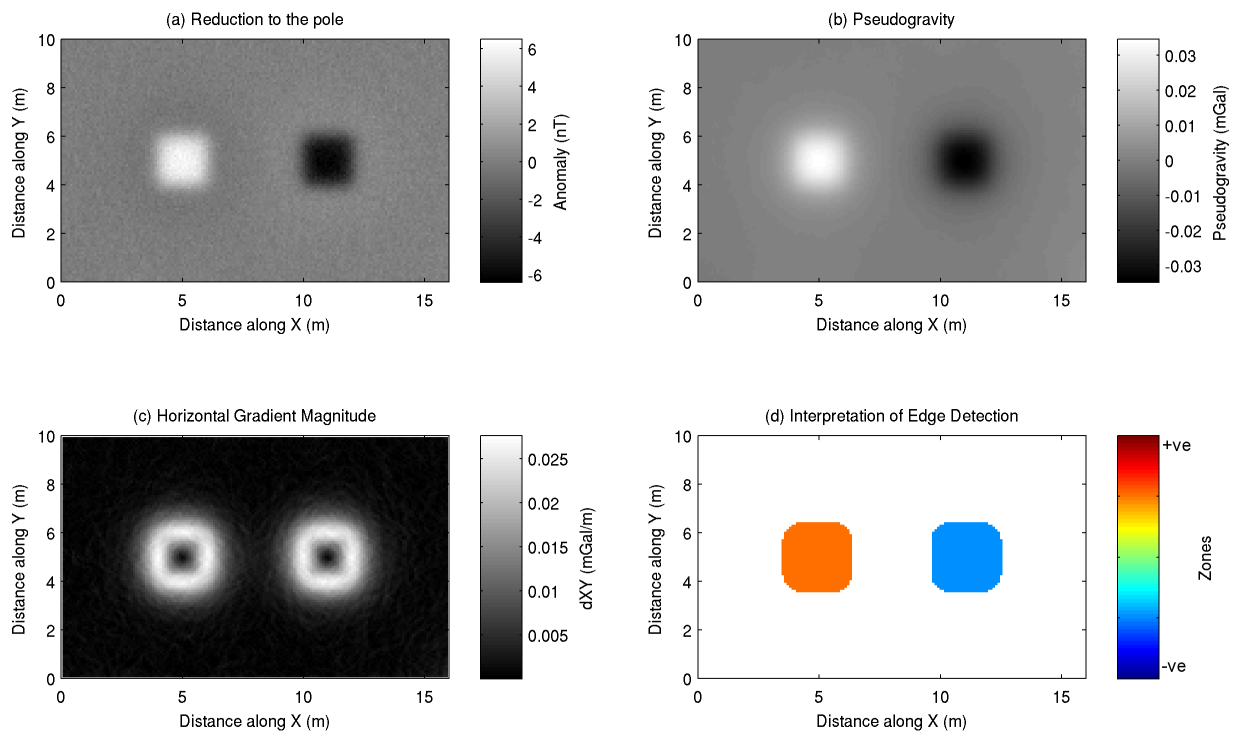 (a) Reduction to the pole
10
8
6
4
2
0
0 5 10 15
Distance along X (m)
Distance along Y (m)
6
4
2
0
-2
-4
-6
Anomaly (nT)
(b) Pseudogravity
10
8
6
4
2
0
0 5 10 15
Distance along X (m)
Distance along Y (m)
0.03
0.02
0.01
0
-0.01
-0.02
-0.03
Pseudogravity (mGal)
(c) Horizontal Gradient Magnitude
10
8
6
4
2
0
0 5 10 15
Distance along X (m)
Distance along Y (m)
0.025
0.02
0.015
0.01
0.005
dXY (mGal/m)
(d) Interpretation of Edge Detection
10
8
6
4
2
0
0 5 10 15
Distance along X (m)
Distance along Y (m)
+ve
-ve
Zones